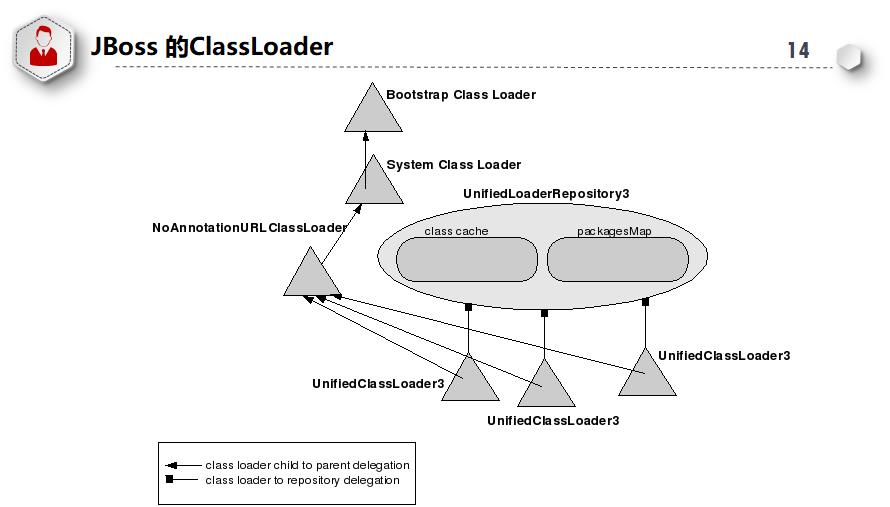 JBoss 的ClassLoader
14
Bootstrap Class Loader
System Class Loader
UnifiedLoaderRepository3
NoAnnotationURLClassLoader
class cache
packagesMap
UnifiedClassLoader3
UnifiedClassLoader3
UnifiedClassLoader3
class loader child to parent delegation
class loader to repository delegation